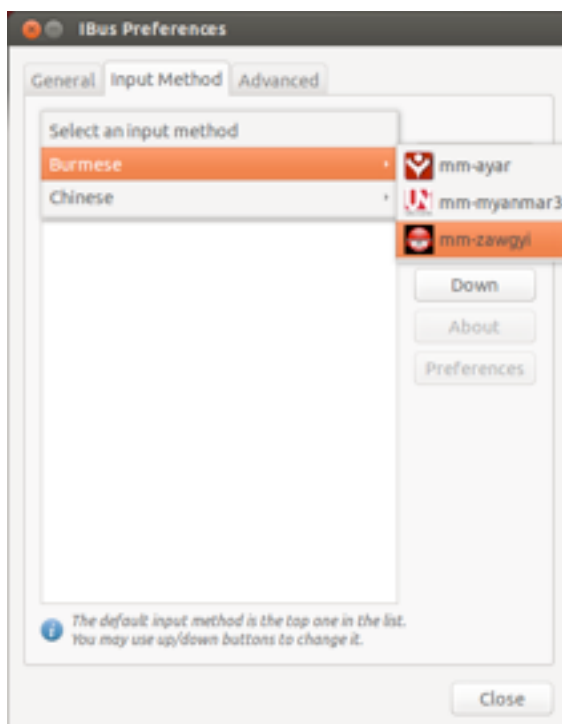 IBus Preferences
General Input Method Advanced
Select an input method
Burmese
mm-ayar
Chinese
mm-myanmar3
mm-zawgyi
Down
About
Preferences
The default input method is the top one in the list.
You may use up/down buttons to change it.
Close